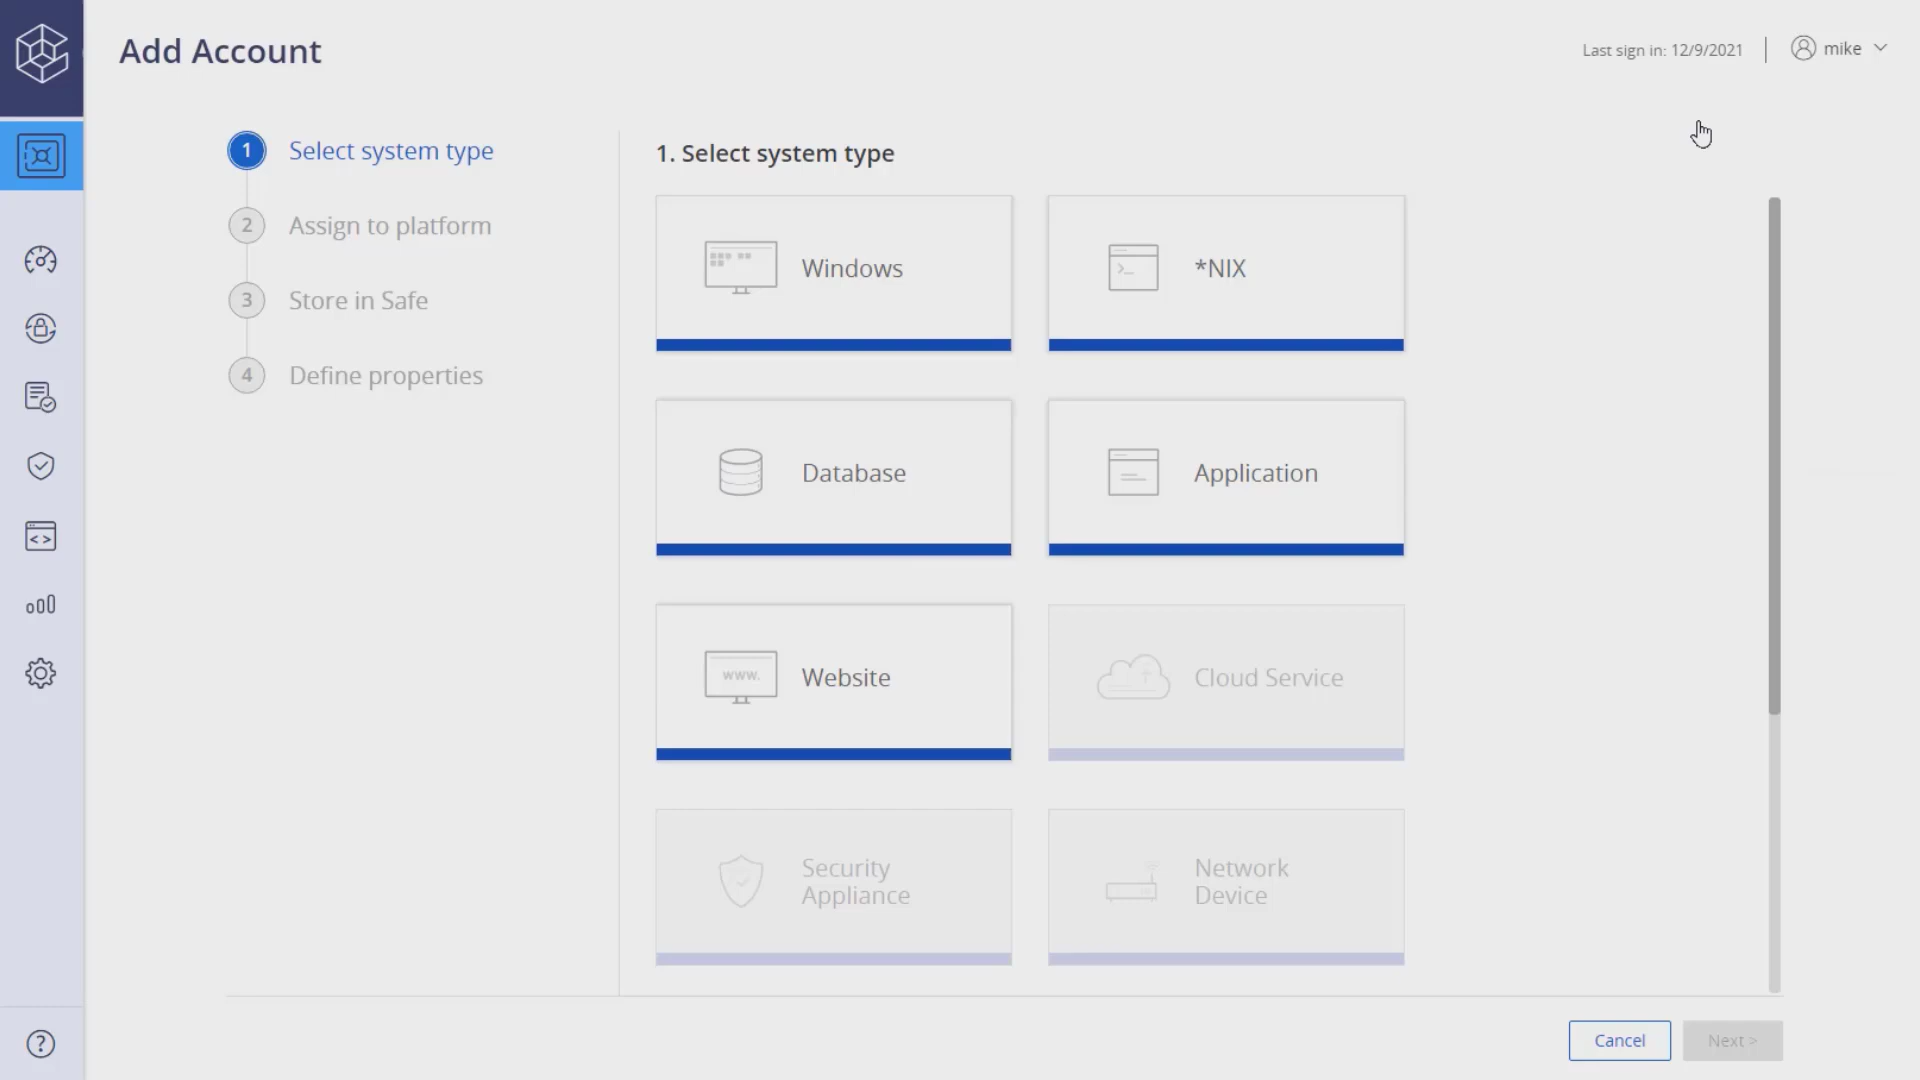 Add Account
Last sign in: 12/9/2021
mike
1 Select system type
2 Assign to platform
3 Store in Safe
4 Define properties
1. Select system type
Windows
>_
*NIX
Database
Application
www.
Website
Cloud Service
Security
Appliance
Network
Device
<>
?
Cancel
Next >